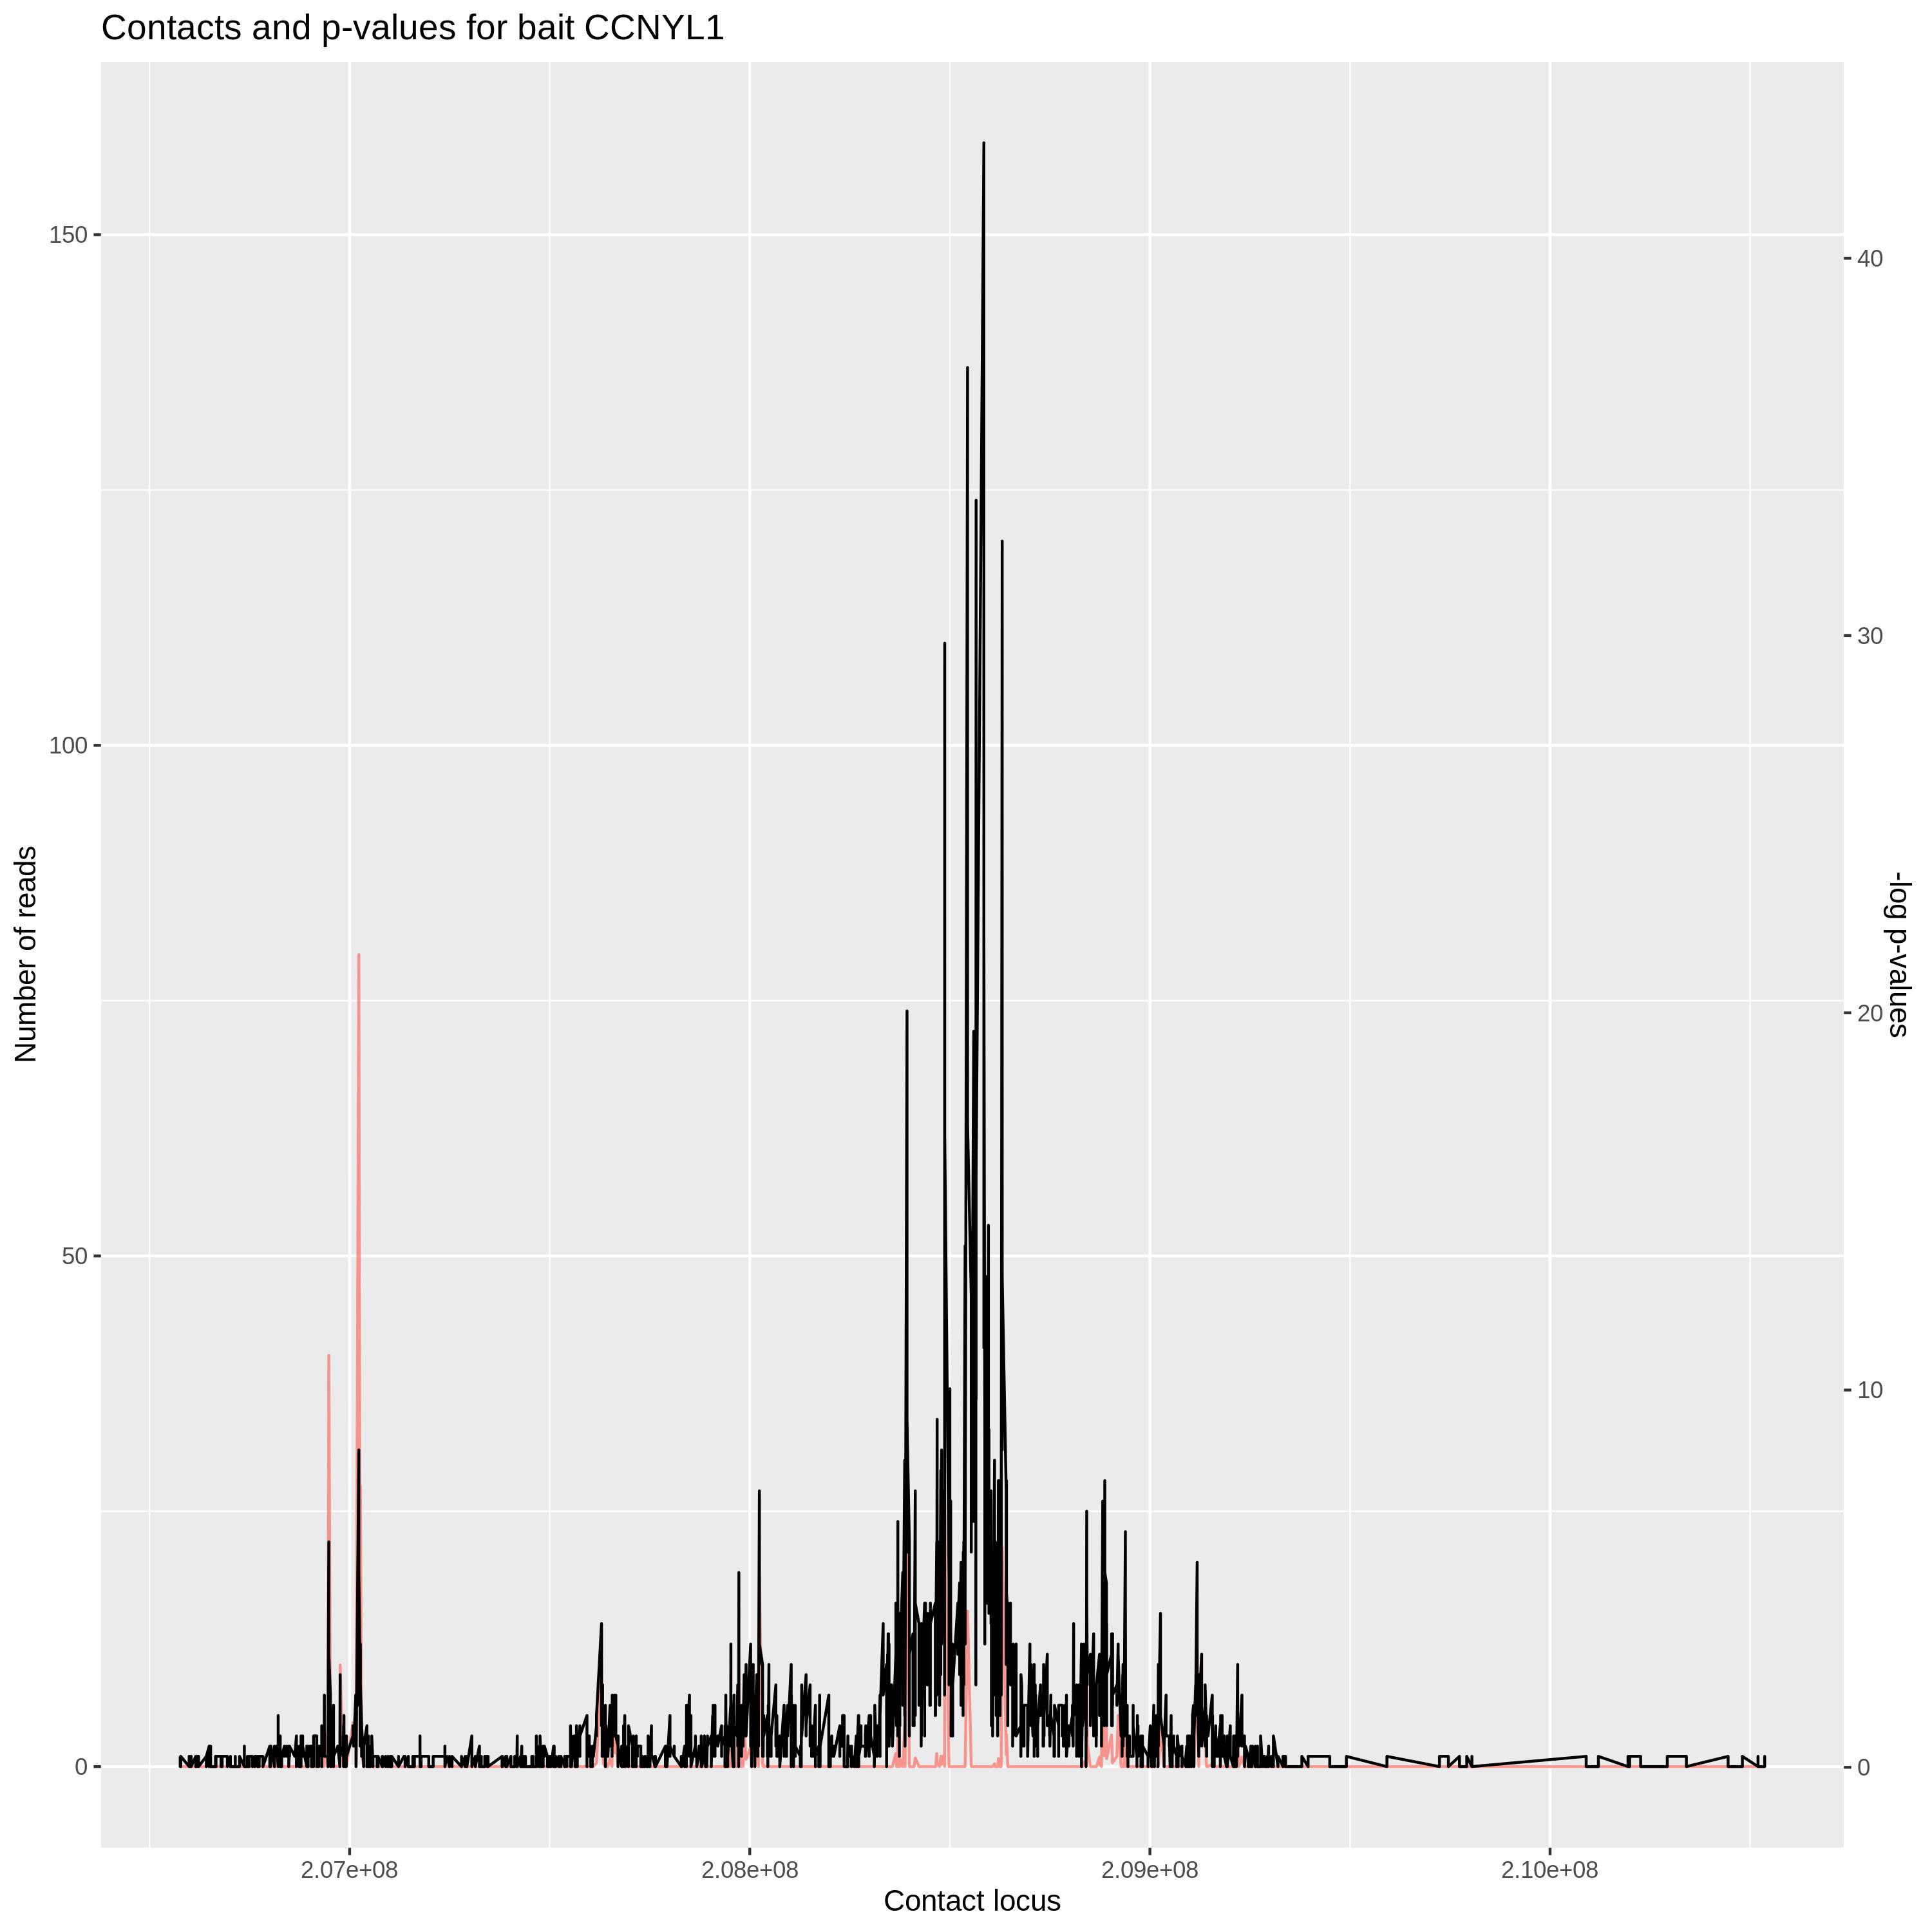 Contacts and p-values for bait CCNYL1
150
100
50
0
Number of reads
40
30
20
10
0
-log p-values
2.07e+08
2.08e+08
2.09e+08
2.10e+08
Contact locus